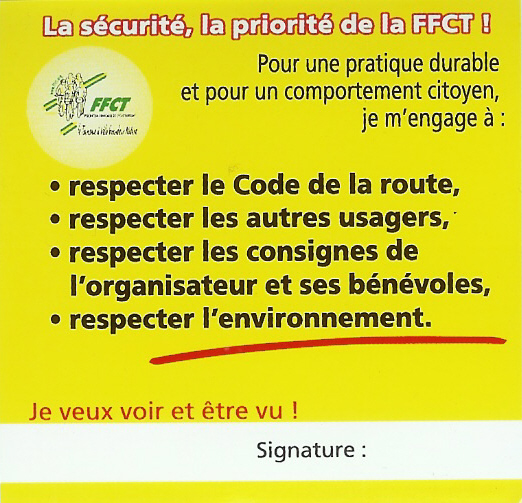 La sécurité, la priorité de la FFCT !
Pour une pratique durable
et pour un comportement citoyen,
je m'engage à :
FFCT
• respecter le Code de la route,
• respecter les autres usagers,
• respecter les consignes de
l'organisateur et ses bénévoles,
• respecter l'environnement.
Je veux voir et être vu !
Signature :